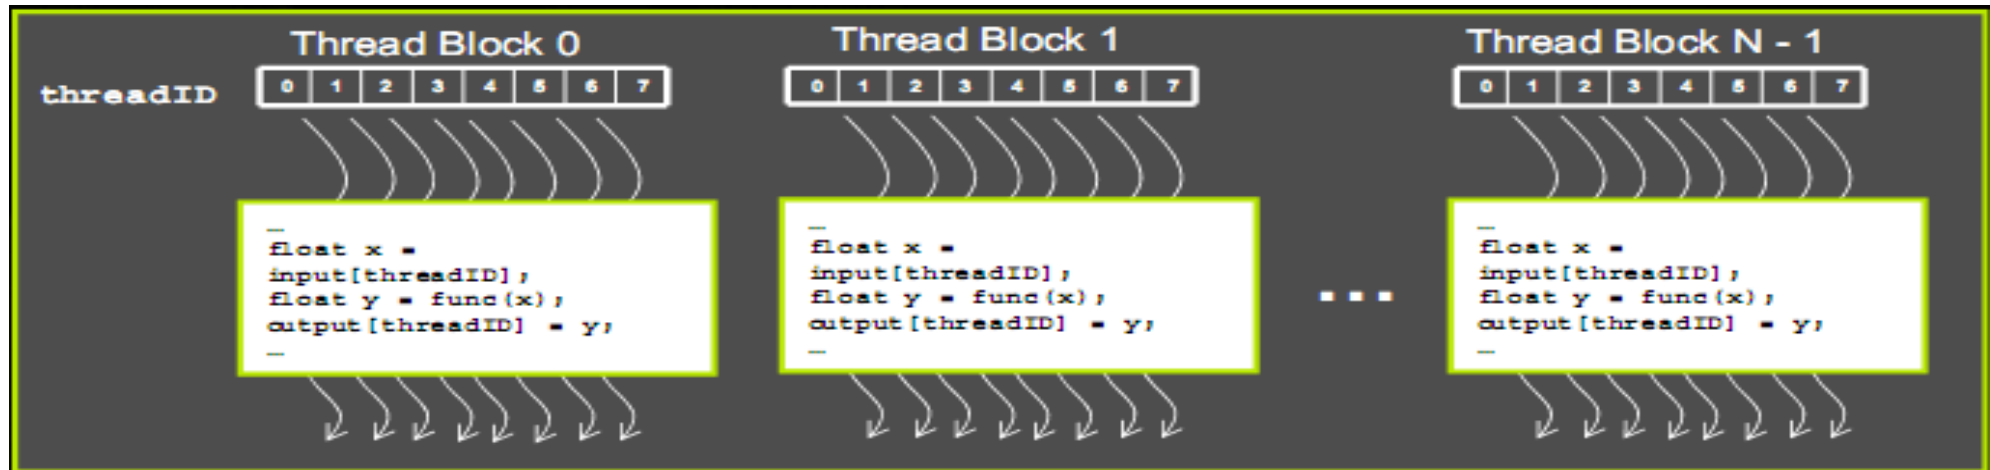 Thread Block 0
Thread Block 1
Thread Block N - 1
threadID
0 1 2 3 4 5 6 7
0 1 2 3 4 5 6 7
0 1 2 3 4 5 6 7
…
float x =
input[threadID];
float y = func(x);
output[threadID] = y;
…
…
float x =
input[threadID];
float y = func(x);
output[threadID] = y;
…
...
…
float x =
input[threadID];
float y = func(x);
output[threadID] = y;
…